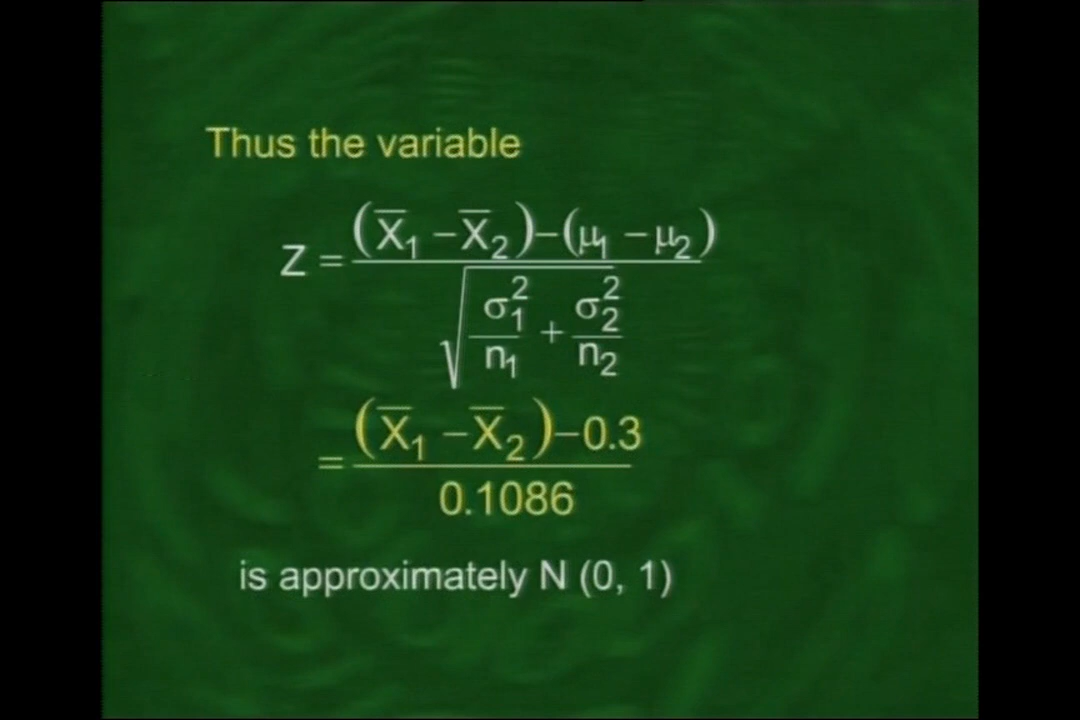 Thus the variable
Z = (X̄₁ − X̄₂) − (μ₁ − μ₂) / √(σ₁²/n₁ + σ₂²/n₂)
= (X̄₁ − X̄₂) − 0.3 / 0.1086
is approximately N (0, 1)